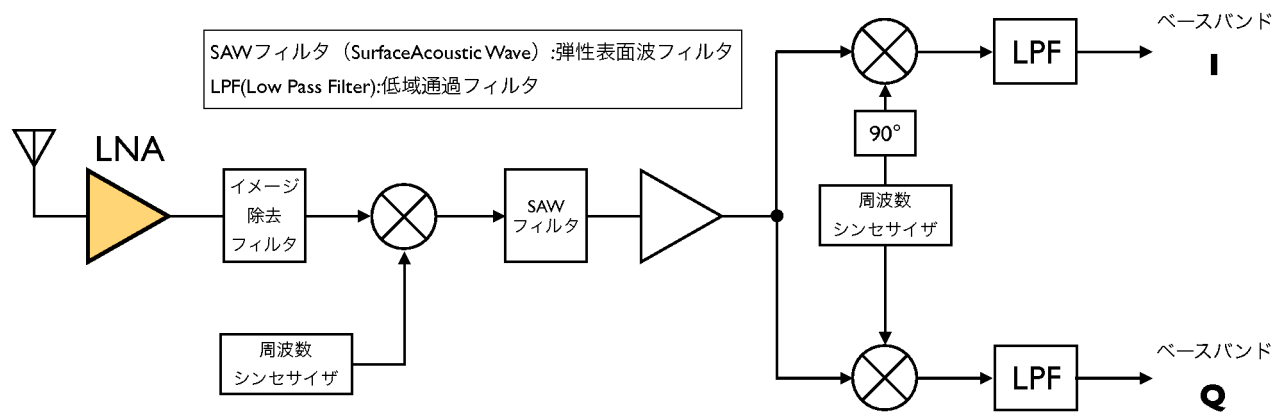 SAWフィルタ（SurfaceAcoustic Wave）:弾性表面波フィルタ
LPF(Low Pass Filter):低域通過フィルタ
LNA
イメージ
除去
フィルタ
周波数
シンセサイザ
SAW
フィルタ
90°
周波数
シンセサイザ
LPF
ベースバンド
I
LPF
ベースバンド
Q